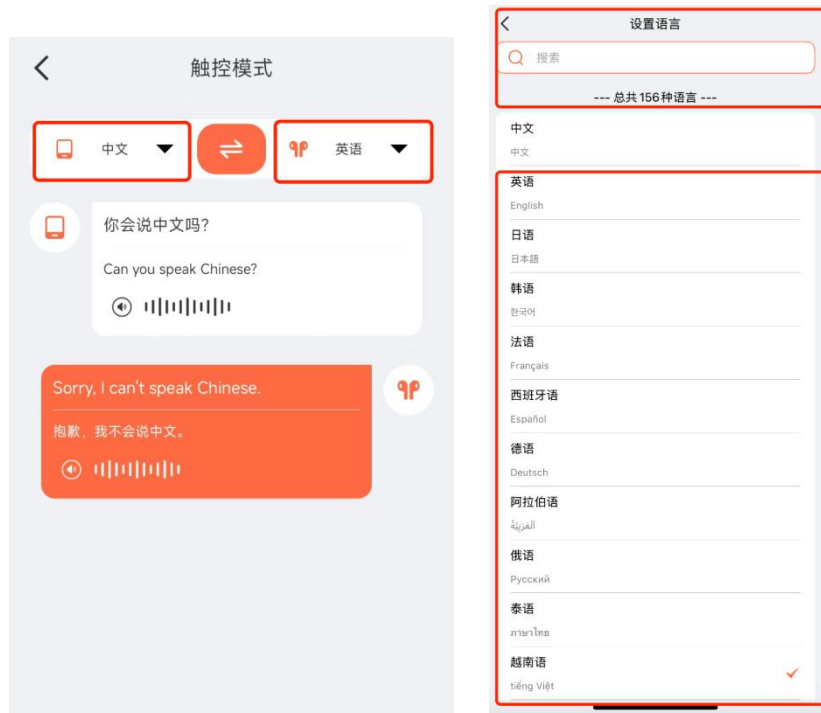 触控模式
中文
英语
你会说中文吗?
Can you speak Chinese?
Sorry, I can't speak Chinese.
抱歉，我不会说中文。
设置语言
搜索
--- 总共156种语言 ---
中文
中文
英语
English
日语
日本語
韩语
한국어
法语
Français
西班牙语
Español
德语
Deutsch
阿拉伯语
اَلْعَرَبِيَّةُ
俄语
Русский
泰语
ภาษาไทย
越南语
tiếng Việt